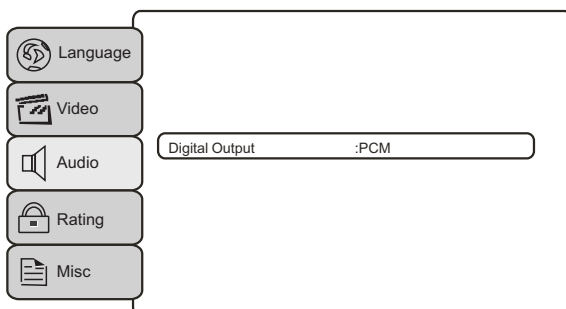 Language
Video
Audio
Digital Output :PCM
Rating
Misc